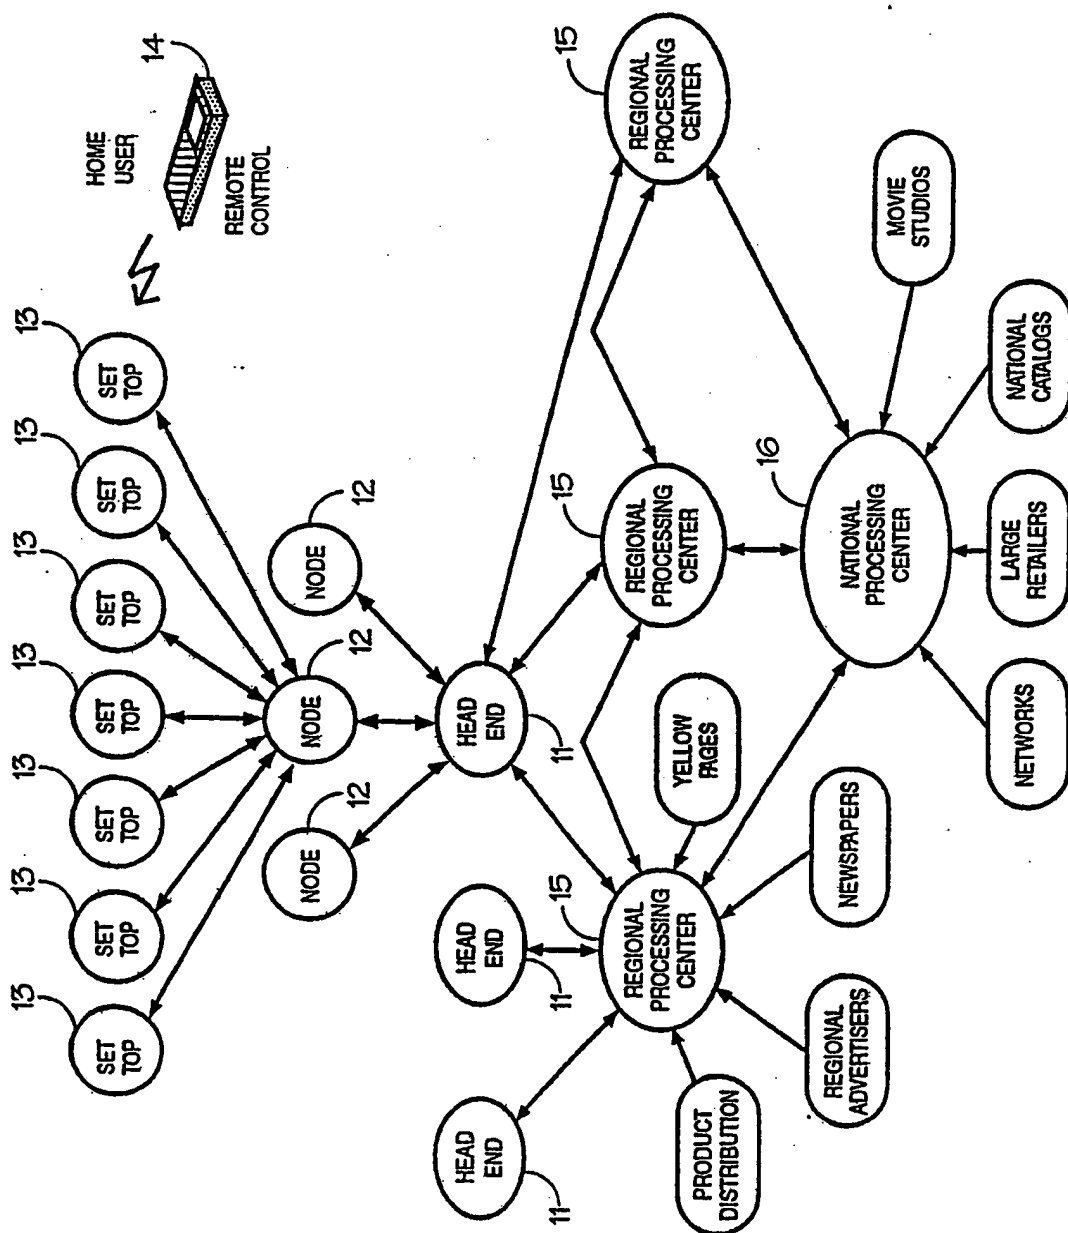 13
SET
TOP
13
SET
TOP
13
SET
TOP
13
SET
TOP
13
SET
TOP
13
SET
TOP
13
SET
TOP
HOME
USER
14
REMOTE
CONTROL
NODE
12
NODE
12
NODE
12
HEAD
END
11
HEAD
END
11
HEAD
END
11
REGIONAL
PROCESSING
CENTER
15
REGIONAL
PROCESSING
CENTER
15
REGIONAL
PROCESSING
CENTER
15
PRODUCT
DISTRIBUTION
REGIONAL
ADVERTISERS
NEWSPAPERS
YELLOW
PAGES
NATIONAL
PROCESSING
CENTER
16
NETWORKS
LARGE
RETAILERS
NATIONAL
CATALOGS
MOVIE
STUDIOS